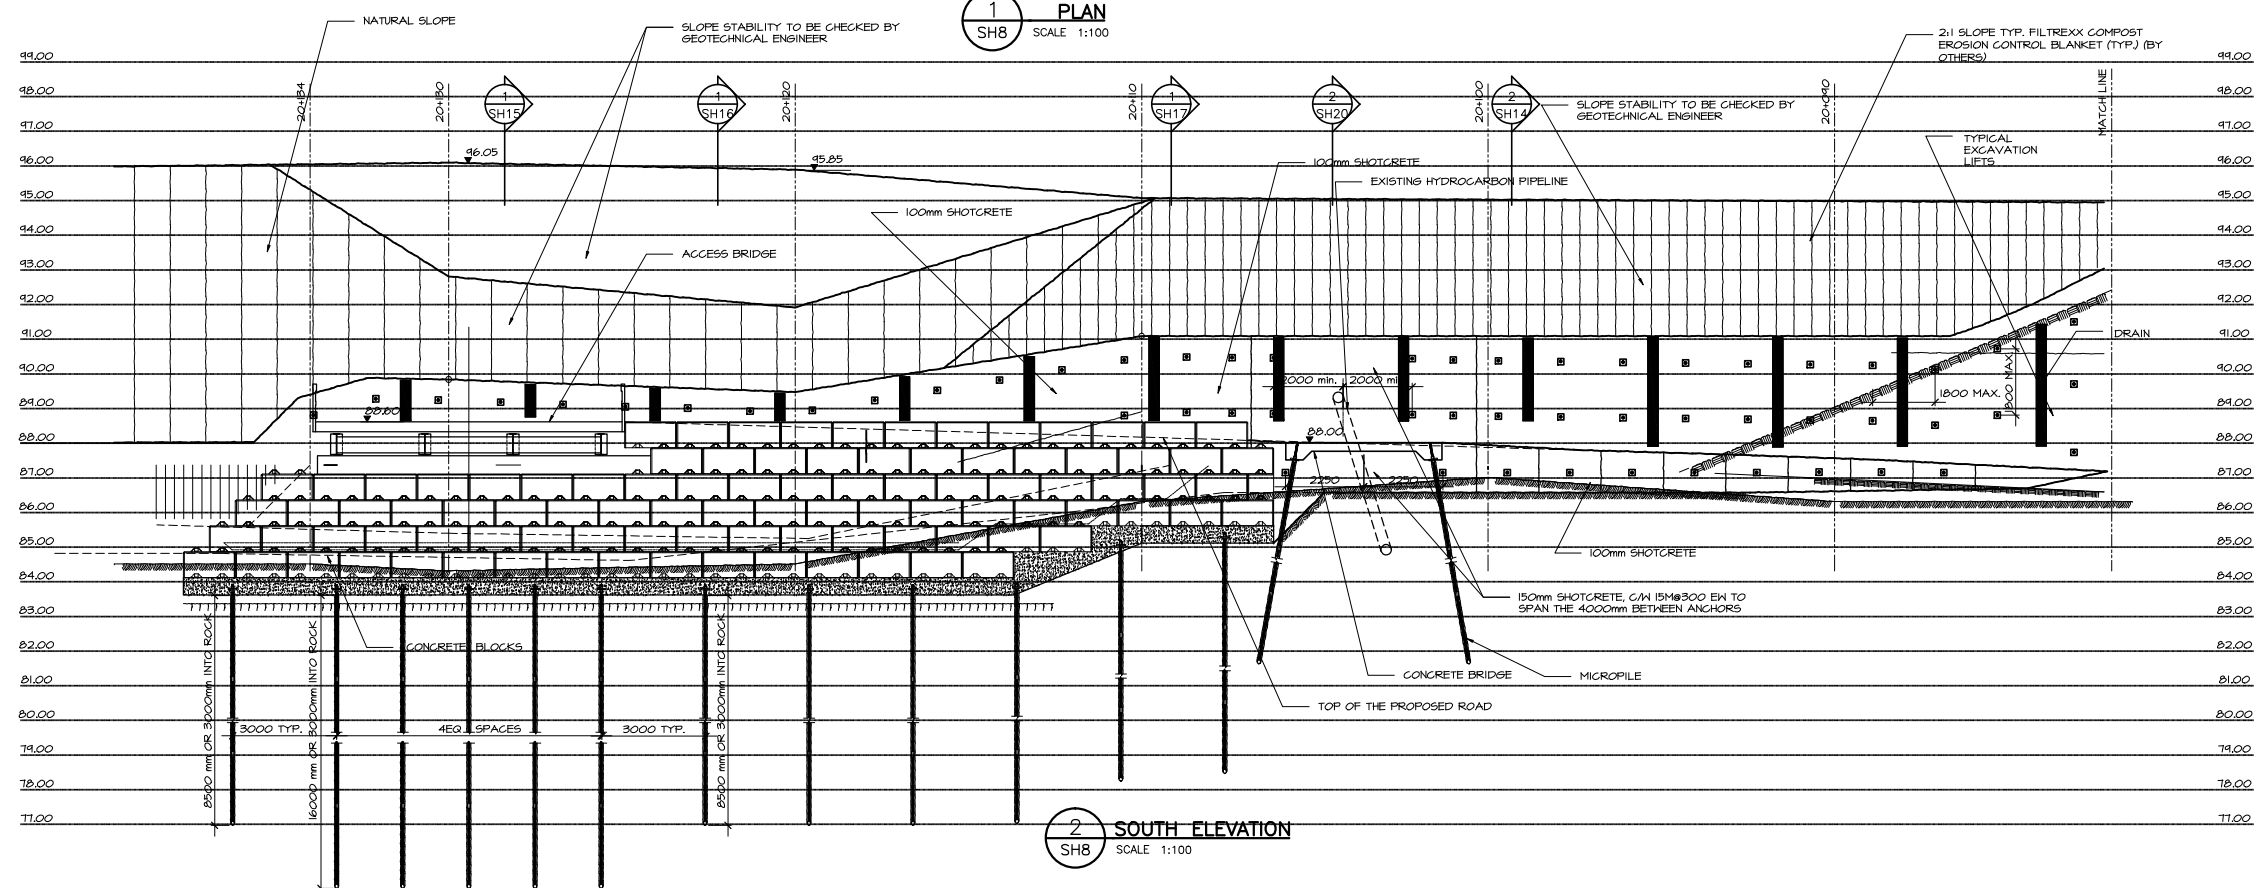 1
SH8
PLAN
SCALE 1:100
NATURAL SLOPE
SLOPE STABILITY TO BE CHECKED BY
GEOTECHNICAL ENGINEER
2:1 SLOPE TYP. FILTREXX COMPOST
EROSION CONTROL BLANKET (TYP.) (BY
OTHERS)
99.00
99.00
98.00
98.00
20+134
20+130
1
SH15
1
SH16
20+120
20+110
1
SH17
2
SH20
20+100
2
SH14
SLOPE STABILITY TO BE CHECKED BY
GEOTECHNICAL ENGINEER
20+090
MATCH LINE
97.00
97.00
TYPICAL
EXCAVATION
LIFTS
96.00
96.05
95.85
100mm SHOTCRETE
96.00
EXISTING HYDROCARBON PIPELINE
95.00
95.00
100mm SHOTCRETE
94.00
94.00
ACCESS BRIDGE
93.00
93.00
92.00
92.00
91.00
91.00
DRAIN
90.00
90.00
2000 min.
2000 min.
1800 MAX.
1800 MAX.
89.00
88.60
89.00
88.00
88.00
88.00
87.00
2250
2250
87.00
86.00
86.00
85.00
100mm SHOTCRETE
85.00
84.00
84.00
150mm SHOTCRETE, C/W 15M@300 EW TO
SPAN THE 4000mm BETWEEN ANCHORS
83.00
83.00
82.00
CONCRETE BLOCKS
82.00
81.00
CONCRETE BRIDGE
MICROPILE
81.00
TOP OF THE PROPOSED ROAD
80.00
80.00
3000 TYP.
4EQ. SPACES
3000 TYP.
8500 mm OR 3000mm INTO ROCK
16000 mm OR 3000mm INTO ROCK
8500 mm OR 3000mm INTO ROCK
79.00
79.00
78.00
78.00
77.00
77.00
2
SH8
SOUTH ELEVATION
SCALE 1:100